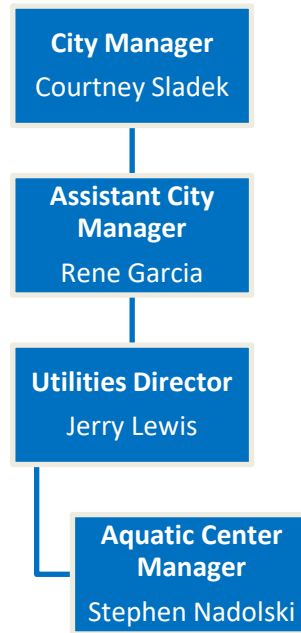 City Manager
Courtney Sladek
Assistant City
Manager
Rene Garcia
Utilities Director
Jerry Lewis
Aquatic Center
Manager
Stephen Nadolski